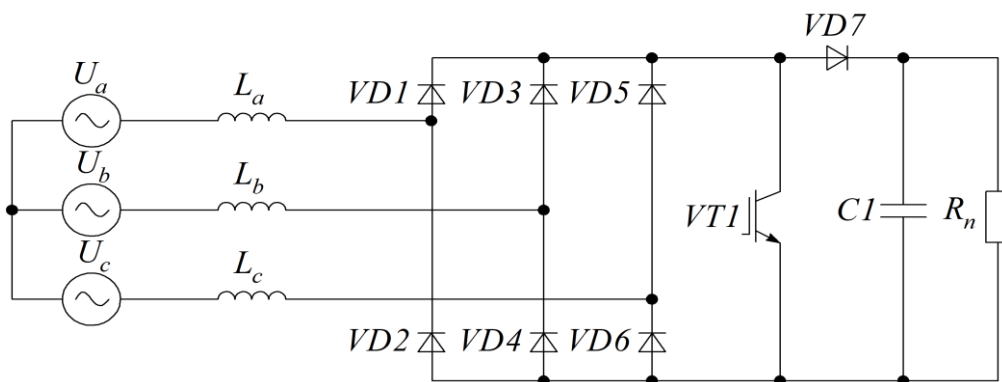 VD7
U_a
L_a
VD1
VD3
VD5
U_b
L_b
VT1
C1
R_n
U_c
L_c
VD2
VD4
VD6